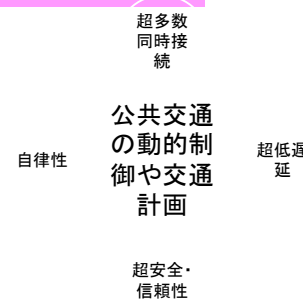 超多数
同時接
続
公共交通
の動的制
御や交通
計画
自律性
超低遅
延
超安全・
信頼性